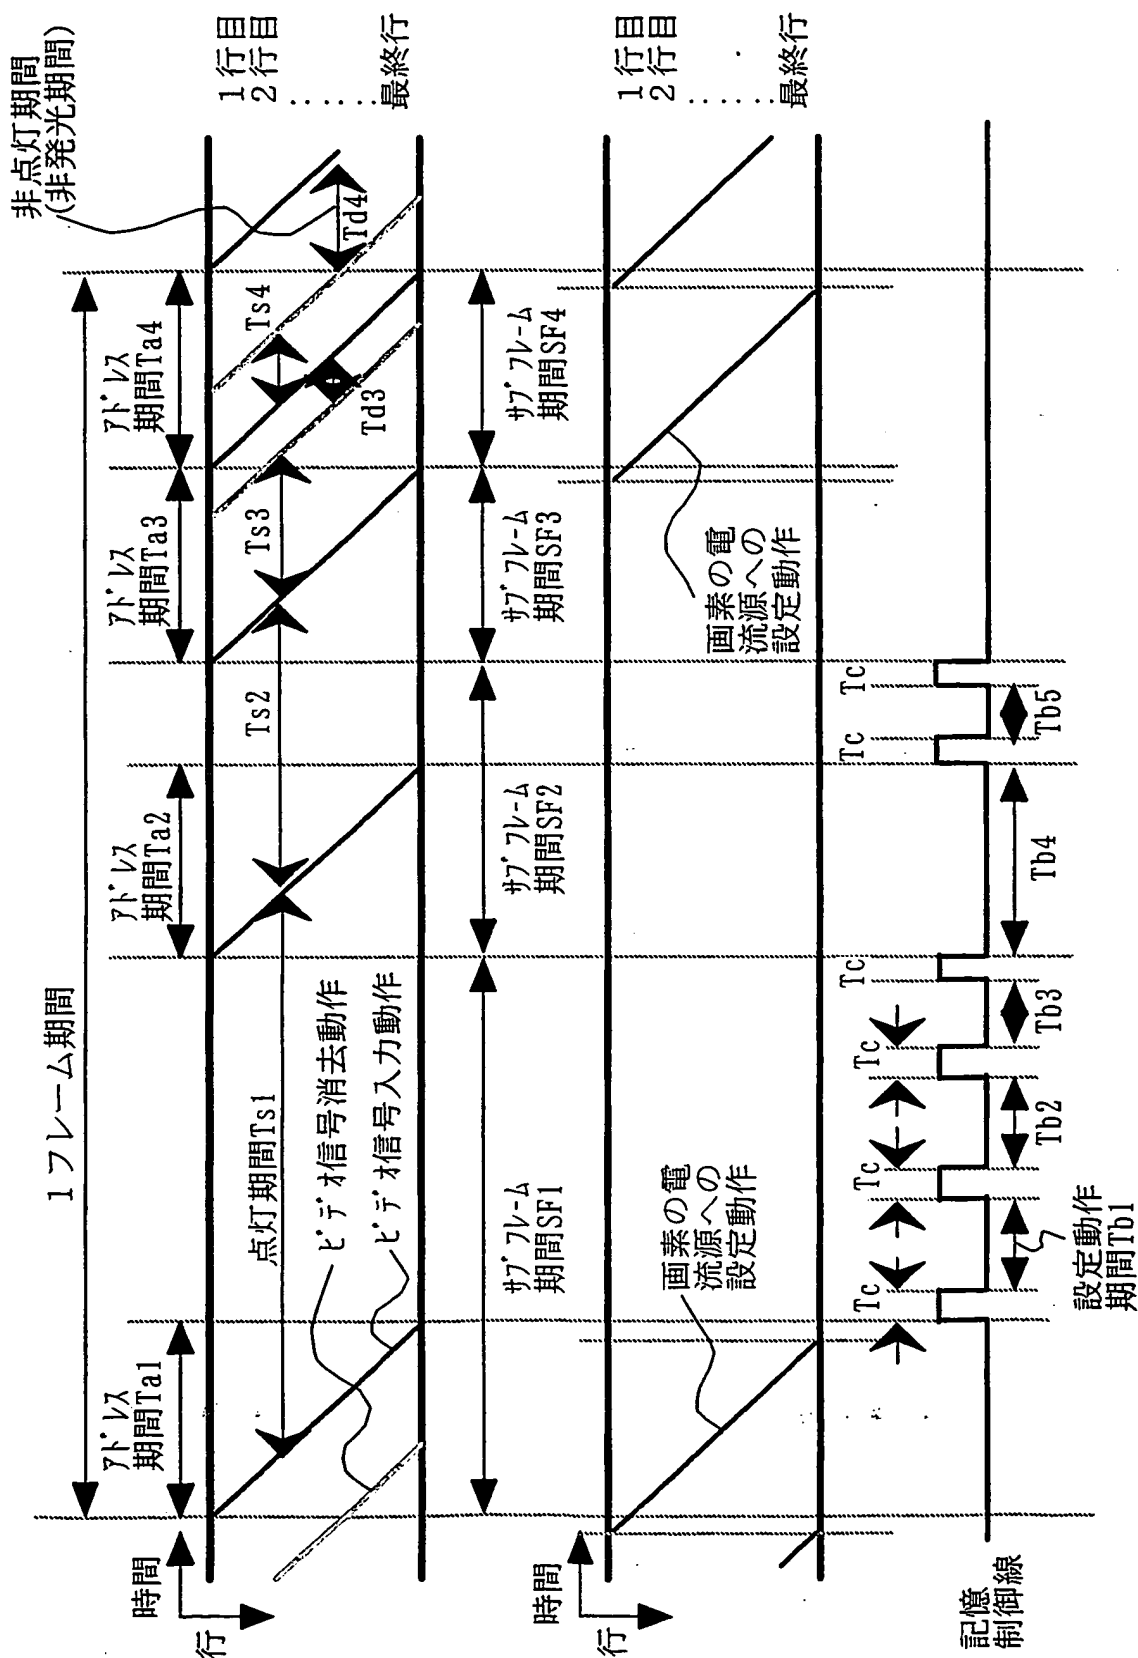 1フレーム期間
アドレス
期間Ta1
アドレス
期間Ta2
アドレス
期間Ta3
アドレス
期間Ta4
非点灯期間
(非発光期間)
時間
行
点灯期間Ts1
Ts2
Ts3
Ts4
Td3
Td4
ビデオ信号消去動作
ビデオ信号入力動作
1行目
2行目
......
最終行
サブフレーム
期間SF1
サブフレーム
期間SF2
サブフレーム
期間SF3
サブフレーム
期間SF4
時間
行
画素の電
流源への
設定動作
画素の電
流源への
設定動作
1行目
2行目
......
最終行
Tc
Tc
Tc
Tc
Tc
Tc
記憶
制御線
設定動作
期間Tb1
Tb2
Tb3
Tb4
Tb5